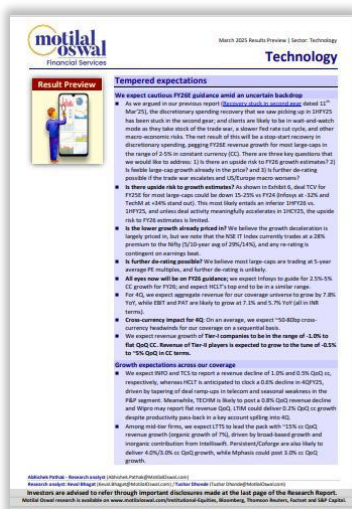 motilal
oswal
Financial Services
March 2025 Results Preview | Sector: Technology
Technology
Result Preview
Tempered expectations
We expect cautious FY26E guidance amid an uncertain backdrop
As we argued in our previous report (Recovery stuck in second gear dated 11th
Mar'25), the discretionary spending recovery that we saw picking up in 1HFY25
has been stuck in the second gear; and clients are likely to be in wait-and-watch
mode as they take stock of the trade war, a slower Fed rate cut cycle, and other
macro-economic risks. The net result of this will be a stop-start recovery in
discretionary spending, pegging FY26E revenue growth for most large-caps in
the range of 2-5% in constant currency (CC). There are three key questions that
we would like to address: 1) Is there an upside risk to FY26 growth estimates? 2)
Is feeble large-cap growth already in the price? and 3) Is further de-rating
possible if the trade war escalates and US/Europe macro worsens?
Is there upside risk to growth estimates? As shown in Exhibit 6, deal TCV for
FY25E for most large-caps could be down 15-25% vs FY24 (Infosys at -32% and
TechM at +34% stand out). This most likely entails an inferior 1HFY26 vs.
1HFY25, and unless deal activity meaningfully accelerates in 1HCY25, the upside
risk to FY26 estimates is limited.
Is the lower growth already priced in? We believe the growth deceleration is
largely priced in, but we note that the NSE IT Index currently trades at a 28%
premium to the Nifty (5/10-year avg of 29%/14%), and any re-rating is
contingent on earnings beat.
Is further de-rating possible? We believe most large-caps are trading at 5-year
average PE multiples, and further de-rating is unlikely.
All eyes now will be on FY26 guidance; we expect Infosys to guide for 2.5%-5%
CC growth for FY26; and expect HCLT's top end to be in a similar range.
For 4Q, we expect aggregate revenue for our coverage universe to grow by 7.8%
YoY, while EBIT and PAT are likely to grow at 7.1% and 5.7% YoY (all in INR
terms).
Cross-currency impact for 4Q: On an average, we expect ~50-80bp cross-
currency headwinds for our coverage on a sequential basis.
We expect revenue growth of Tier-I companies to be in the range of -1.0% to
flat QoQ CC. Revenue of Tier-II players is expected to grow to the tune of -0.5%
to ~5% QoQ in CC terms.
Growth expectations across our coverage
We expect INFO and TCS to report a revenue decline of 1.0% and 0.5% QoQ cc,
respectively, whereas HCLT is anticipated to clock a 0.6% decline in 4QFY25,
driven by tapering of deal ramp-ups in telecom and seasonal weakness in the
P&P segment. Meanwhile, TECHM is likely to post a 0.8% QoQ revenue decline
and Wipro may report flat revenue QoQ. LTIM could deliver 0.2% QoQ cc growth
despite productivity pass-back in a key account spilling into 4Q.
Among mid-tier firms, we expect LTTS to lead the pack with ~15% cc QoQ
revenue growth (organic growth of 7%), driven by broad-based growth and
inorganic contribution from Intelliswift. Persistent/Coforge are also likely to
deliver 4.0%/3.0% cc QoQ growth, while Mphasis could post 3.0% cc QoQ
growth.
Abhishek Pathak - Research analyst (Abhishek.Pathak@MotilalOswal.com)
Research analyst: Keval Bhagat (Keval.Bhagat@MotilalOswal.com) / Tushar Dhonde (Tushar.Dhonde@MotilalOswal.com)
Investors are advised to refer through important disclosures made at the last page of the Research Report.
Motilal Oswal research is available on www.motilaloswal.com/Institutional-Equities, Bloomberg, Thomson Reuters, Factset and S&P Capital.